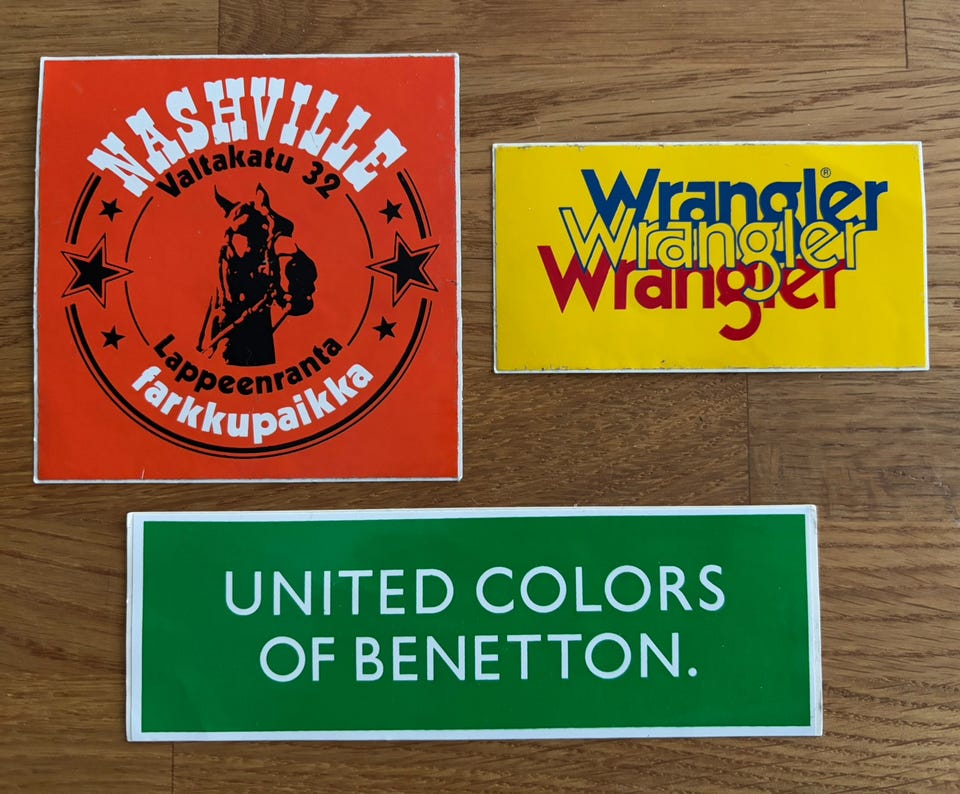 NASHVILLE
Valtakatu 32
Lappeenranta
farkkupaikka
Wrangler®
Wrangler
Wrangler
UNITED COLORS
OF BENETTON.